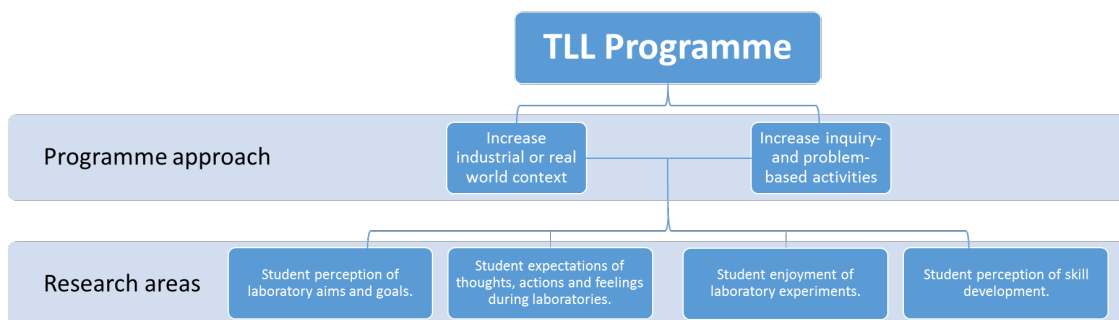 TLL Programme
Programme approach
Increase
industrial or real
world context
Increase inquiry-
and problem-
based activities
Research areas
Student perception of
laboratory aims and goals.
Student expectations of
thoughts, actions and feelings
during laboratories.
Student enjoyment of
laboratory experiments.
Student perception of skill
development.